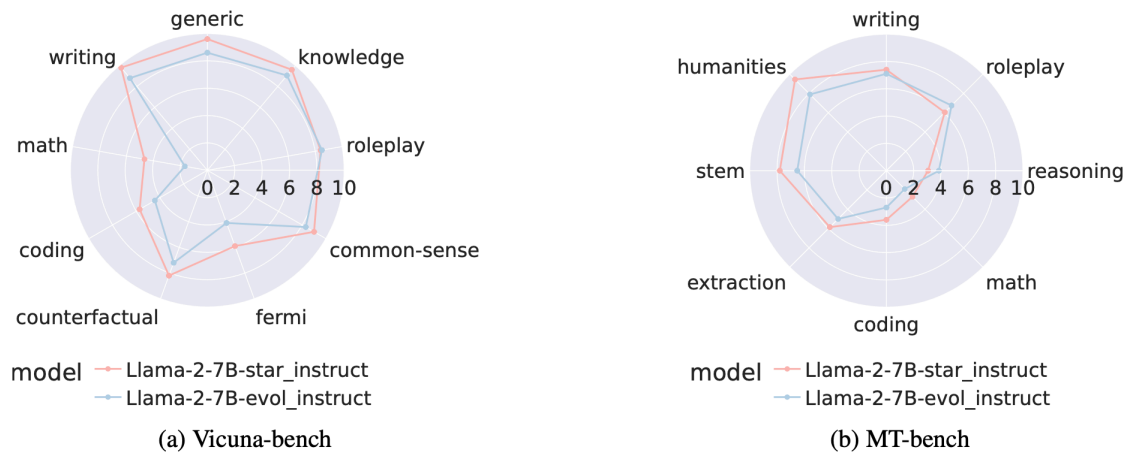 generic
writing
knowledge
math
roleplay
0 2 4 6 8 10
coding
common-sense
counterfactual
fermi
model
Llama-2-7B-star_instruct
Llama-2-7B-evol_instruct
(a) Vicuna-bench
writing
humanities
roleplay
stem
reasoning
0 2 4 6 8 10
extraction
math
coding
model
Llama-2-7B-star_instruct
Llama-2-7B-evol_instruct
(b) MT-bench